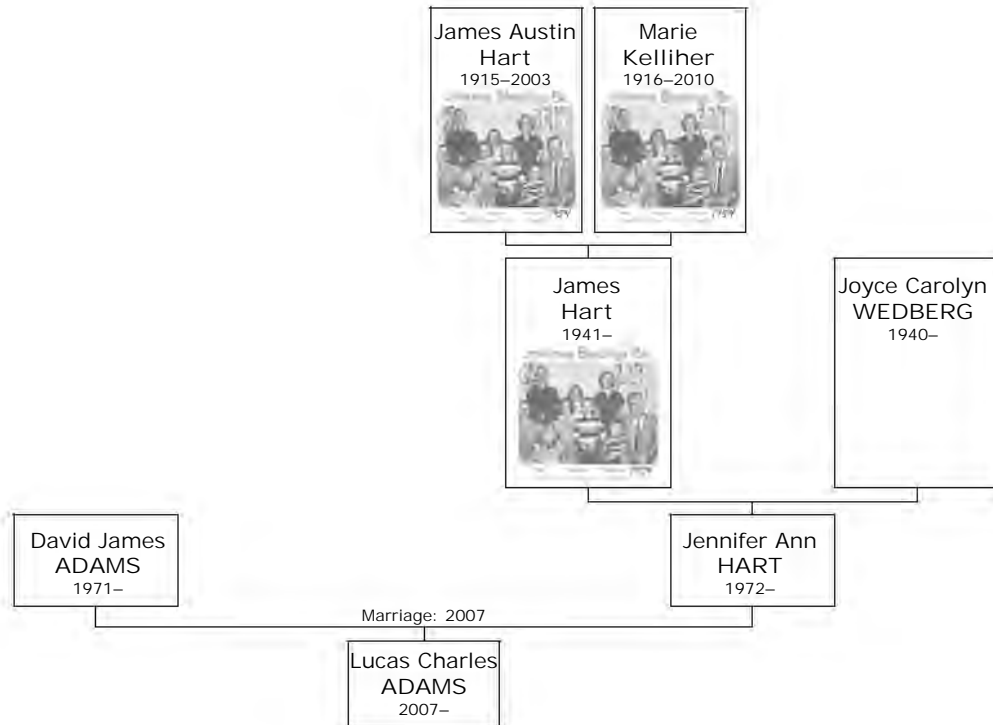 James Austin
Hart
1915–2003
Marie
Kelliher
1916–2010
1959
James
Hart
1941–
Joyce Carolyn
WEDBERG
1940–
David James
ADAMS
1971–
Jennifer Ann
HART
1972–
Marriage: 2007
Lucas Charles
ADAMS
2007–